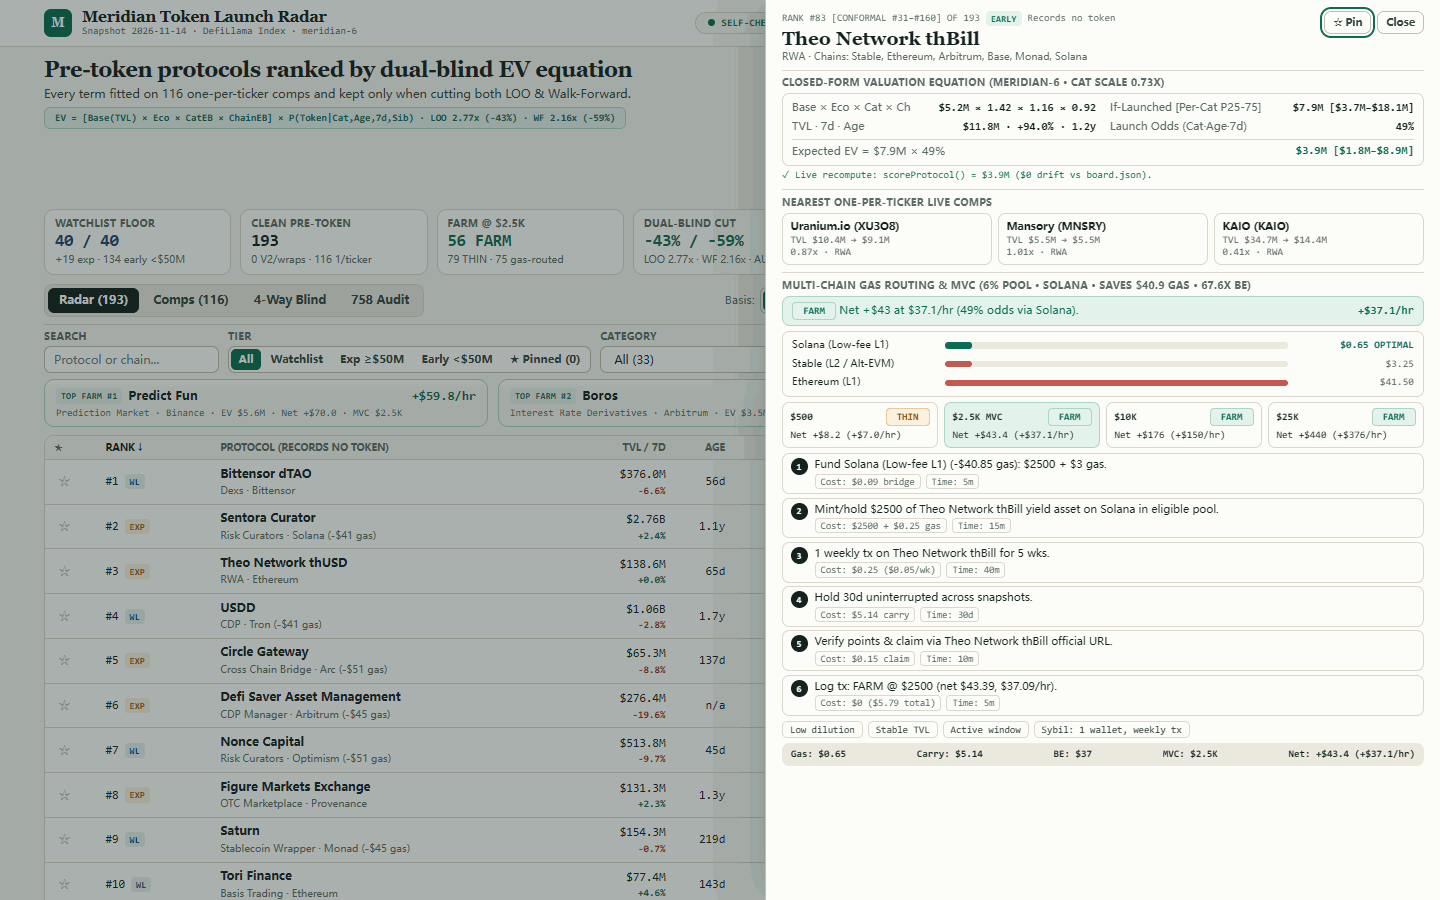 M
Meridian Token Launch Radar
Snapshot 2026-11-14 · DefiLlama Index · meridian-6
SELF-CHE
Pre-token protocols ranked by dual-blind EV equation
Every term fitted on 116 one-per-ticker comps and kept only when cutting both LOO & Walk-Forward.
EV = [Base(TVL) × Eco × CatEB × ChainEB] × P(Token|Cat,Age,7d,Sib) · LOO 2.77x (-43%) · WF 2.16x (-59%)
WATCHLIST FLOOR
40 / 40
+19 exp · 134 early <$50M
CLEAN PRE-TOKEN
193
0 V2/wraps · 116 1/ticker
FARM @ $2.5K
56 FARM
79 THIN · 75 gas-routed
DUAL-BLIND CUT
-43% / -59%
LOO 2.77x · WF 2.16x · AU
Radar (193) Comps (116) 4-Way Blind 758 Audit
Basis:
SEARCH
Protocol or chain...
TIER
All Watchlist Exp ≥$50M Early <$50M ★ Pinned (0)
CATEGORY
All (33)
TOP FARM #1 Predict Fun +$59.8/hr
Prediction Market · Binance · EV $5.6M · Net +$70.0 · MVC $2.5K
TOP FARM #2 Boros
Interest Rate Derivatives · Arbitrum · EV $3.5M
★ RANK ↓ PROTOCOL (RECORDS NO TOKEN) TVL / 7D AGE
☆ #1 WL Bittensor dTAO $376.0M 56d
Dexs · Bittensor -6.6%
☆ #2 EXP Sentora Curator $2.76B 1.1y
Risk Curators · Solana (-$41 gas) +2.4%
☆ #3 EXP Theo Network thUSD $138.6M 65d
RWA · Ethereum +0.0%
☆ #4 WL USDD $1.06B 1.7y
CDP · Tron (-$41 gas) -2.8%
☆ #5 EXP Circle Gateway $65.3M 137d
Cross Chain Bridge · Arc (-$51 gas) -8.8%
☆ #6 EXP Defi Saver Asset Management $276.4M n/a
CDP Manager · Arbitrum (-$45 gas) -19.6%
☆ #7 WL Nonce Capital $513.8M 45d
Risk Curators · Optimism (-$51 gas) -9.7%
☆ #8 EXP Figure Markets Exchange $131.3M 1.3y
OTC Marketplace · Provenance +2.3%
☆ #9 WL Saturn $154.3M 219d
Stablecoin Wrapper · Monad (-$45 gas) -0.7%
☆ #10 WL Tori Finance $77.4M 143d
Basis Trading · Ethereum +4.6%
RANK #83 [CONFORMAL #31–#160] OF 193 EARLY Records no token
☆ Pin
Close
Theo Network thBill
RWA · Chains: Stable, Ethereum, Arbitrum, Base, Monad, Solana
CLOSED-FORM VALUATION EQUATION (MERIDIAN-6 • CAT SCALE 0.73X)
Base × Eco × Cat × Ch $5.2M × 1.42 × 1.16 × 0.92 If-Launched [Per-Cat P25-75] $7.9M [$3.7M–$18.1M]
TVL · 7d · Age $11.8M · +94.0% · 1.2y Launch Odds (Cat·Age·7d) 49%
Expected EV = $7.9M × 49% $3.9M [$1.8M–$8.9M]
✓ Live recompute: scoreProtocol() = $3.9M ($0 drift vs board.json).
NEAREST ONE-PER-TICKER LIVE COMPS
Uranium.io (XU3O8)
TVL $10.4M → $9.1M
0.87x · RWA
Mansory (MNSRY)
TVL $5.5M → $5.5M
1.01x · RWA
KAIO (KAIO)
TVL $34.7M → $14.4M
0.41x · RWA
MULTI-CHAIN GAS ROUTING & MVC (6% POOL • SOLANA • SAVES $40.9 GAS • 67.6X BE)
FARM Net +$43 at $37.1/hr (49% odds via Solana). +$37.1/hr
Solana (Low-fee L1) $0.65 OPTIMAL
Stable (L2 / Alt-EVM) $3.25
Ethereum (L1) $41.50
$500 THIN
Net +$8.2 (+$7.0/hr)
$2.5K MVC FARM
Net +$43.4 (+$37.1/hr)
$10K FARM
Net +$176 (+$150/hr)
$25K FARM
Net +$440 (+$376/hr)
1 Fund Solana (Low-fee L1) (-$40.85 gas): $2500 + $3 gas.
Cost: $0.09 bridge Time: 5m
2 Mint/hold $2500 of Theo Network thBill yield asset on Solana in eligible pool.
Cost: $2500 + $0.25 gas Time: 15m
3 1 weekly tx on Theo Network thBill for 5 wks.
Cost: $0.25 ($0.05/wk) Time: 40m
4 Hold 30d uninterrupted across snapshots.
Cost: $5.14 carry Time: 30d
5 Verify points & claim via Theo Network thBill official URL.
Cost: $0.15 claim Time: 10m
6 Log tx: FARM @ $2500 (net $43.39, $37.09/hr).
Cost: $0 ($5.79 total) Time: 5m
Low dilution Stable TVL Active window Sybil: 1 wallet, weekly tx
Gas: $0.65 Carry: $5.14 BE: $37 MVC: $2.5K Net: +$43.4 (+$37.1/hr)